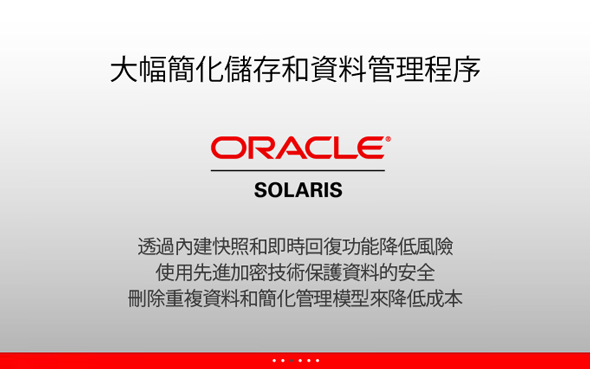 大幅簡化儲存和資料管理程序
ORACLE®
SOLARIS
透過內建快照和即時回復功能降低風險
使用先進加密技術保護資料的安全
刪除重複資料和簡化管理模型來降低成本